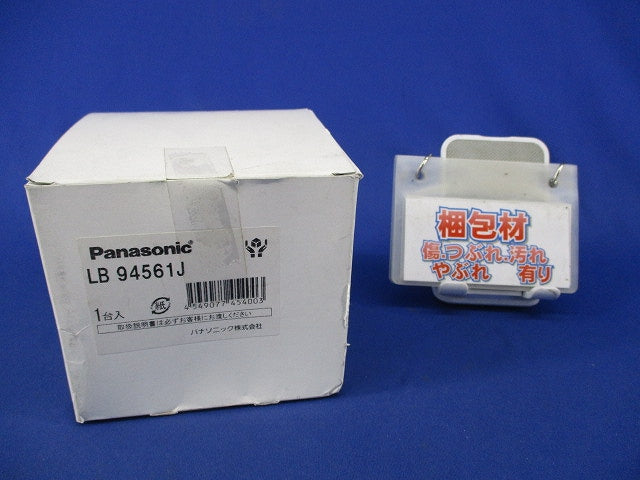 Panasonic
LB 94561J
4549077454003
紙
1台入
取扱説明書は必ずお客様にお渡しください
パナソニック株式会社
梱包材
傷、つぶれ、汚れ
やぶれ 有り